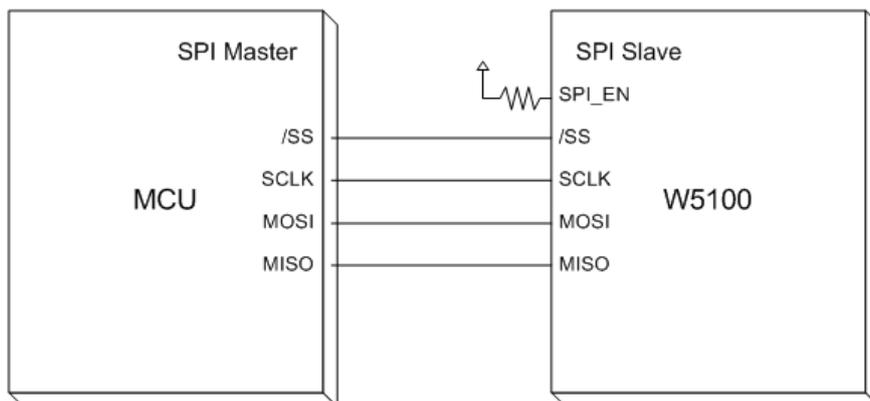 SPI Master
/SS
SCLK
MCU
MOSI
MISO
SPI Slave
SPI_EN
/SS
SCLK
W5100
MOSI
MISO